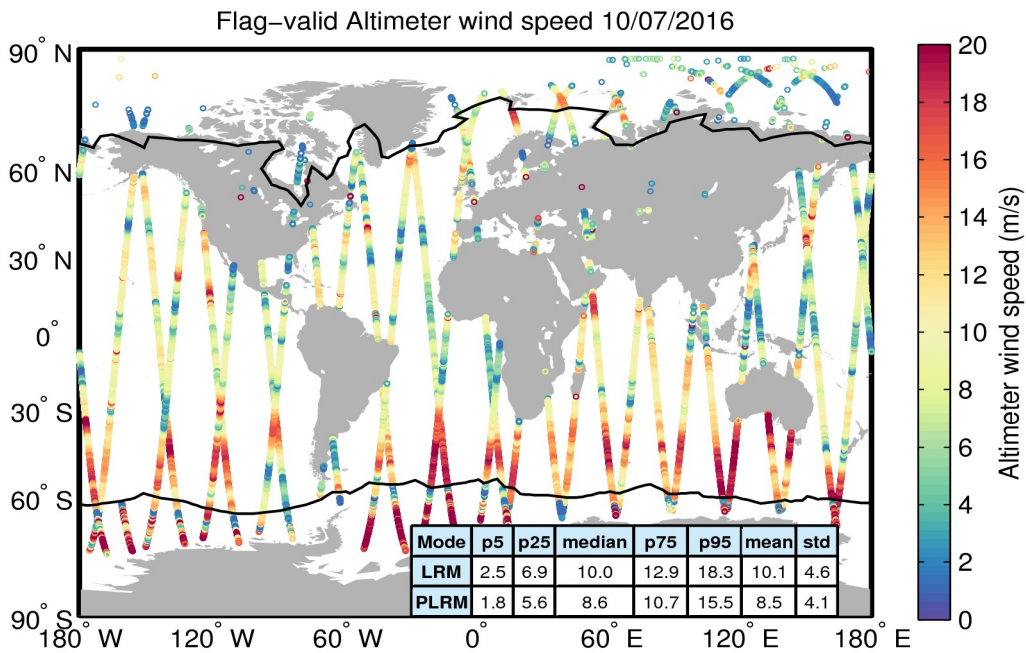 Flag−valid Altimeter wind speed 10/07/2016
90° N
60° N
30° N
0°
30° S
60° S
90° S
180° W
120° W
60° W
0°
60° E
120° E
180° E
Mode p5 p25 median p75 p95 mean std
LRM 2.5 6.9 10.0 12.9 18.3 10.1 4.6
PLRM 1.8 5.6 8.6 10.7 15.5 8.5 4.1
20
18
16
14
12
10
8
6
4
2
0
Altimeter wind speed (m/s)